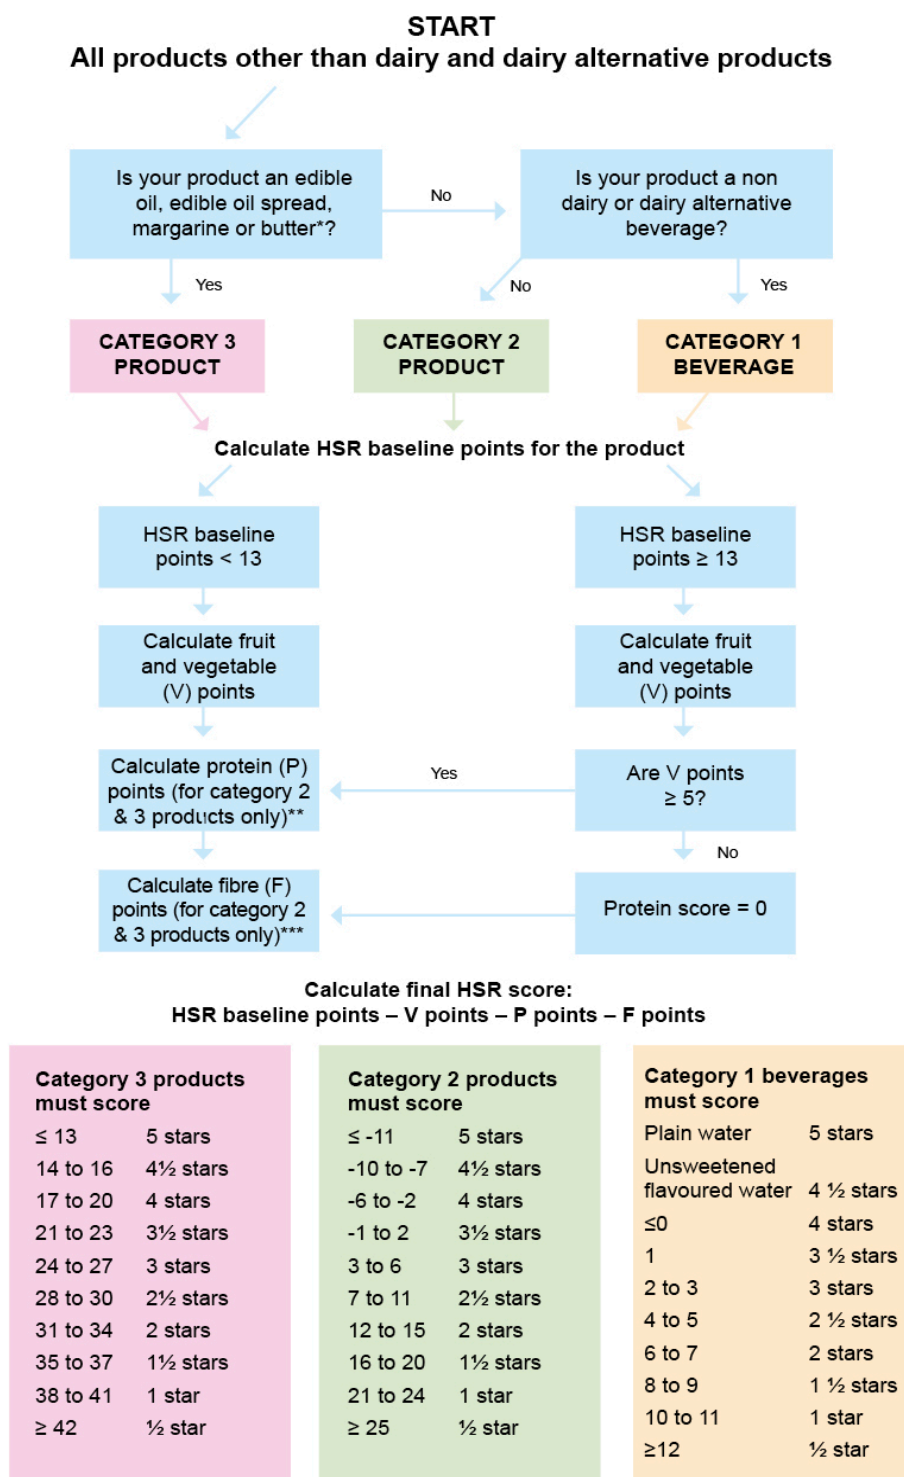 START
All products other than dairy and dairy alternative products
Is your product an edible
oil, edible oil spread,
margarine or butter*?
No
Is your product a non
dairy or dairy alternative
beverage?
Yes
No
Yes
CATEGORY 3
PRODUCT
CATEGORY 2
PRODUCT
CATEGORY 1
BEVERAGE
Calculate HSR baseline points for the product
HSR baseline
points < 13
HSR baseline
points ≥ 13
Calculate fruit
and vegetable
(V) points
Calculate fruit
and vegetable
(V) points
Calculate protein (P)
points (for category 2
& 3 products only)**
Yes
Are V points
≥ 5?
No
Calculate fibre (F)
points (for category 2
& 3 products only)***
Protein score = 0
Calculate final HSR score:
HSR baseline points – V points – P points – F points
Category 3 products
must score
≤ 13 5 stars
14 to 16 4½ stars
17 to 20 4 stars
21 to 23 3½ stars
24 to 27 3 stars
28 to 30 2½ stars
31 to 34 2 stars
35 to 37 1½ stars
38 to 41 1 star
≥ 42 ½ star
Category 2 products
must score
≤ -11 5 stars
-10 to -7 4½ stars
-6 to -2 4 stars
-1 to 2 3½ stars
3 to 6 3 stars
7 to 11 2½ stars
12 to 15 2 stars
16 to 20 1½ stars
21 to 24 1 star
≥ 25 ½ star
Category 1 beverages
must score
Plain water 5 stars
Unsweetened
flavoured water 4 ½ stars
≤0 4 stars
1 3 ½ stars
2 to 3 3 stars
4 to 5 2 ½ stars
6 to 7 2 stars
8 to 9 1 ½ stars
10 to 11 1 star
≥12 ½ star